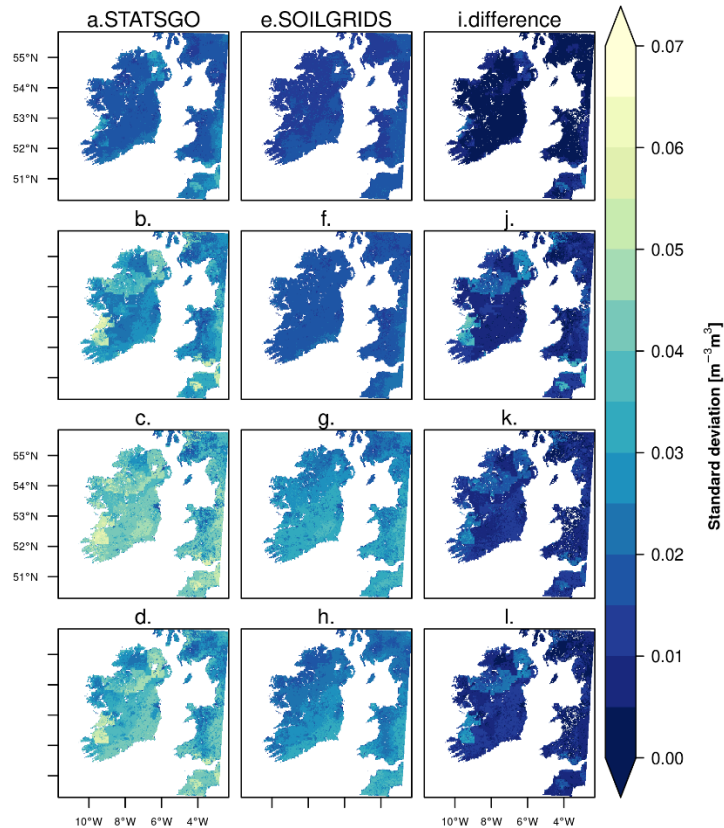 a.STATSGO e.SOILGRIDS i.difference
55°N
54°N
53°N
52°N
51°N
b. f. j.
c. g. k.
55°N
54°N
53°N
52°N
51°N
d. h. l.
10°W 8°W 6°W 4°W 10°W 8°W 6°W 4°W
0.07
0.06
0.05
0.04
0.03
0.02
0.01
0.00
Standard deviation [m⁻³m³]